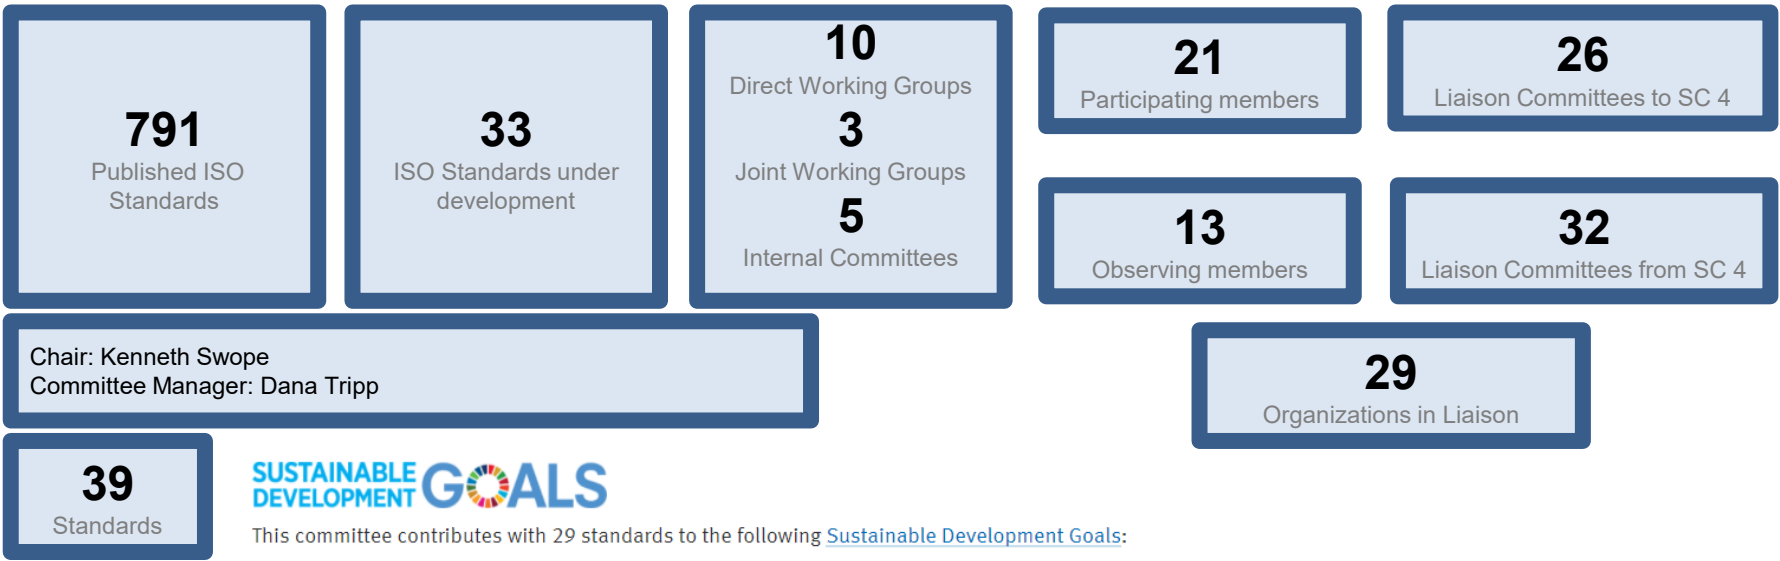 791
Published ISO
Standards
33
ISO Standards under
development
10
Direct Working Groups
3
Joint Working Groups
5
Internal Committees
21
Participating members
26
Liaison Committees to SC 4
13
Observing members
32
Liaison Committees from SC 4
Chair: Kenneth Swope
Committee Manager: Dana Tripp
29
Organizations in Liaison
39
Standards
SUSTAINABLE
DEVELOPMENT GOALS
This committee contributes with 29 standards to the following Sustainable Development Goals: